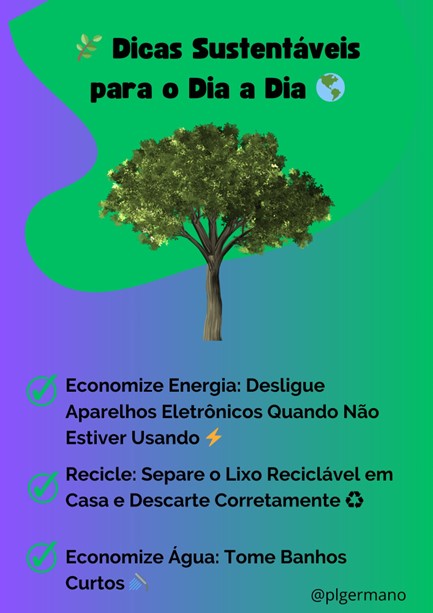 🌿 Dicas Sustentáveis
para o Dia a Dia 🌎
Economize Energia: Desligue
Aparelhos Eletrônicos Quando Não
Estiver Usando ⚡
Recicle: Separe o Lixo Reciclável em
Casa e Descarte Corretamente ♻
Economize Água: Tome Banhos
Curtos 🚿
@plgermano